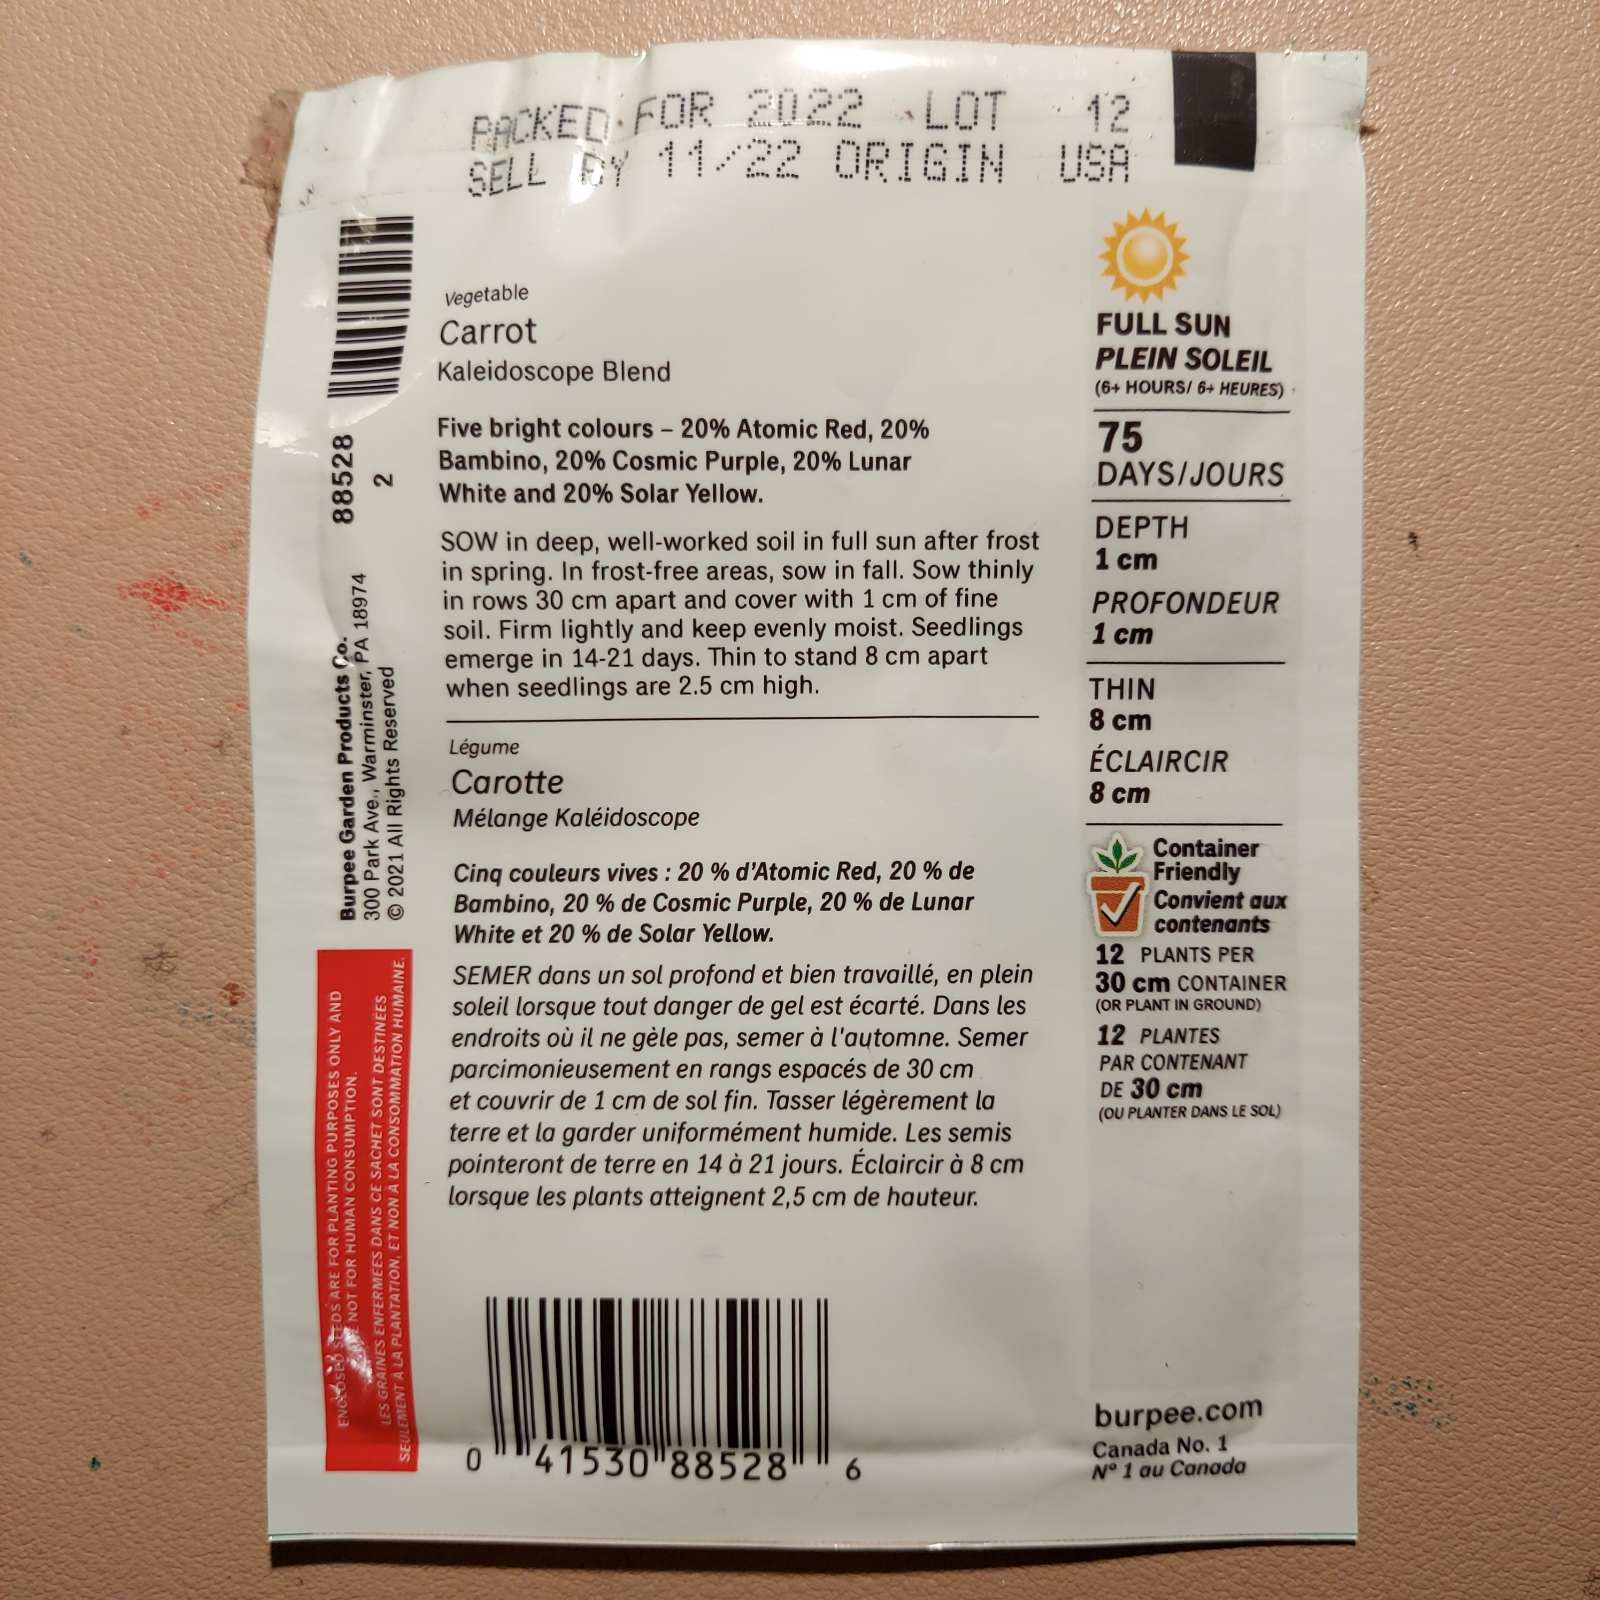 PACKED FOR 2022 LOT 12
SELL BY 11/22 ORIGIN USA
Vegetable
Carrot
Kaleidoscope Blend
Five bright colours – 20% Atomic Red, 20%
Bambino, 20% Cosmic Purple, 20% Lunar
White and 20% Solar Yellow.
SOW in deep, well-worked soil in full sun after frost
in spring. In frost-free areas, sow in fall. Sow thinly
in rows 30 cm apart and cover with 1 cm of fine
soil. Firm lightly and keep evenly moist. Seedlings
emerge in 14-21 days. Thin to stand 8 cm apart
when seedlings are 2.5 cm high.
Légume
Carotte
Mélange Kaléidoscope
Cinq couleurs vives : 20 % d'Atomic Red, 20 % de
Bambino, 20 % de Cosmic Purple, 20 % de Lunar
White et 20 % de Solar Yellow.
SEMER dans un sol profond et bien travaillé, en plein
soleil lorsque tout danger de gel est écarté. Dans les
endroits où il ne gèle pas, semer à l'automne. Semer
parcimonieusement en rangs espacés de 30 cm
et couvrir de 1 cm de sol fin. Tasser légèrement la
terre et la garder uniformément humide. Les semis
pointeront de terre en 14 à 21 jours. Éclaircir à 8 cm
lorsque les plants atteignent 2,5 cm de hauteur.
0 41530 88528 6
FULL SUN
PLEIN SOLEIL
(6+ HOURS/ 6+ HEURES)
75
DAYS/JOURS
DEPTH
1 cm
PROFONDEUR
1 cm
THIN
8 cm
ÉCLAIRCIR
8 cm
Container
Friendly
Convient aux
contenants
12 PLANTS PER
30 cm CONTAINER
(OR PLANT IN GROUND)
12 PLANTES
PAR CONTENANT
DE 30 cm
(OU PLANTER DANS LE SOL)
burpee.com
Canada No. 1
N° 1 au Canada
88528
2
Burpee Garden Products Co.
300 Park Ave., Warminster, PA 18974
© 2021 All Rights Reserved
ENCLOSED SEEDS ARE FOR PLANTING PURPOSES ONLY AND
ARE NOT FOR HUMAN CONSUMPTION.
LES GRAINES ENFERMÉES DANS CE SACHET SONT DESTINÉES
SEULEMENT À LA PLANTATION, ET NON À LA CONSOMMATION HUMAINE.